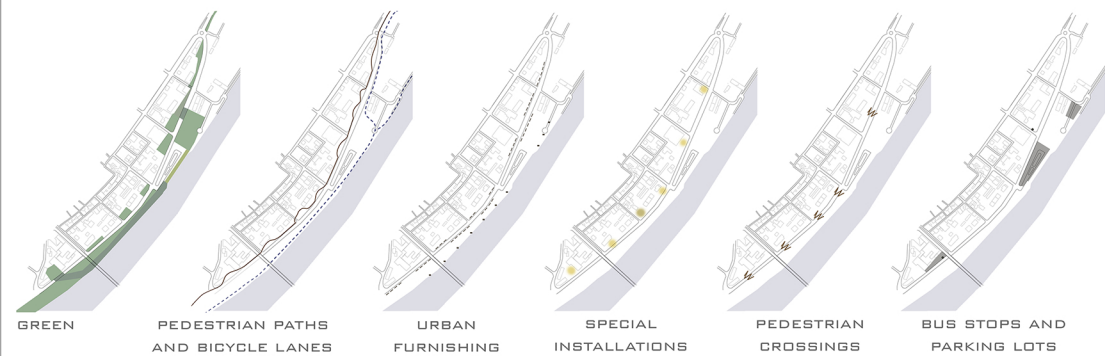 GREEN
PEDESTRIAN PATHS
AND BICYCLE LANES
URBAN
FURNISHING
SPECIAL
INSTALLATIONS
PEDESTRIAN
CROSSINGS
BUS STOPS AND
PARKING LOTS